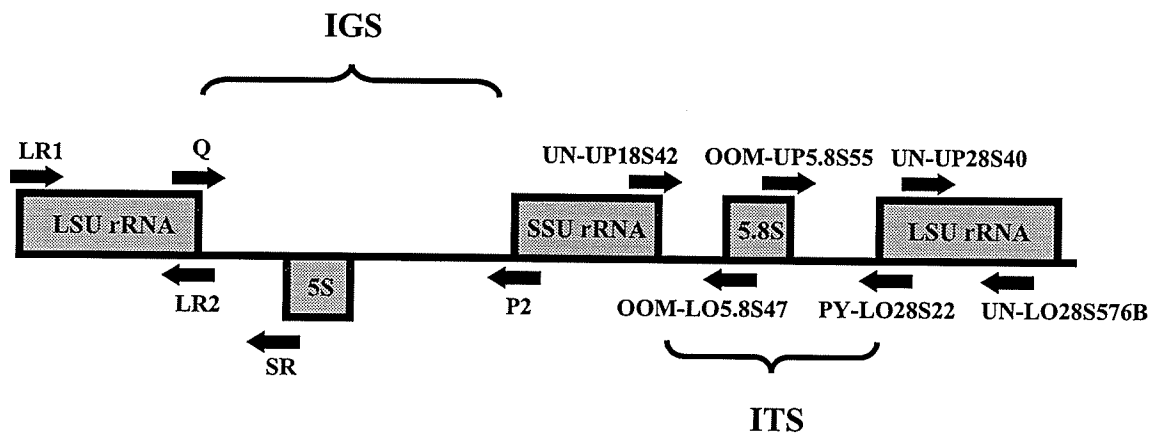 IGS
LR1
Q
UN-UP18S42
OOM-UP5.8S55
UN-UP28S40
LSU rRNA
SSU rRNA
5.8S
LSU rRNA
5S
LR2
P2
OOM-LO5.8S47
PY-LO28S22
UN-LO28S576B
SR
ITS